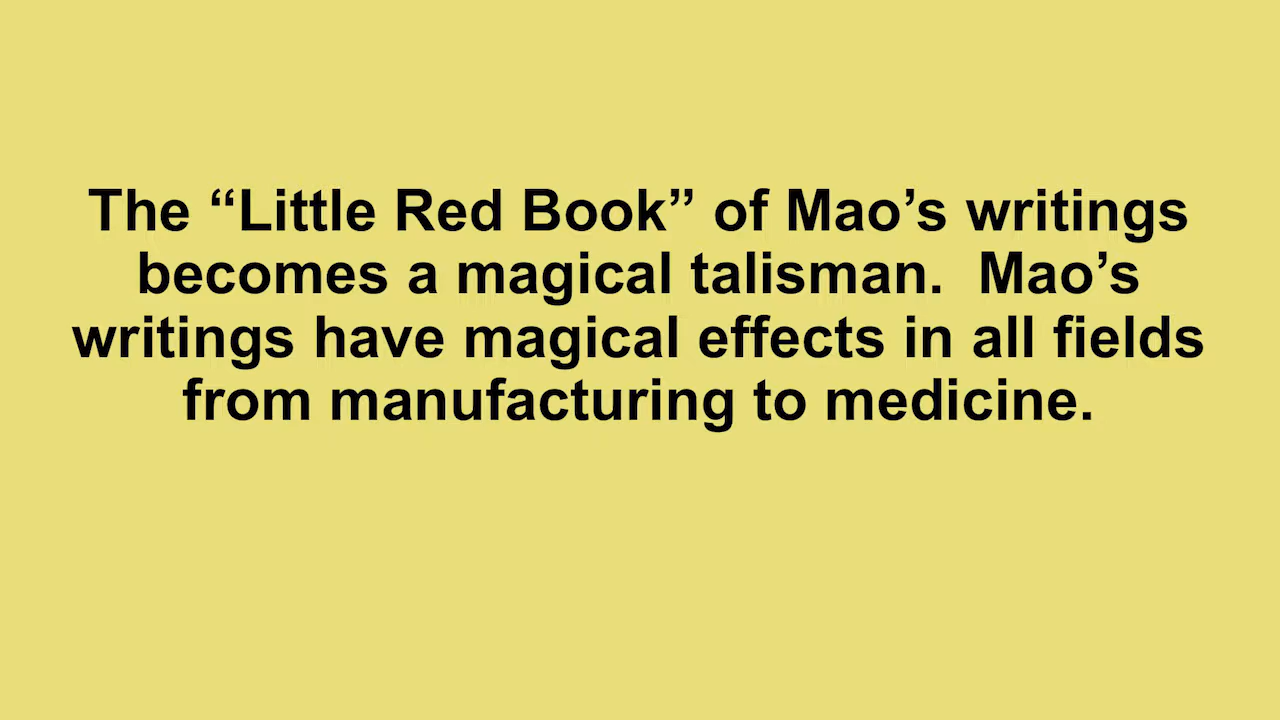 The “Little Red Book” of Mao’s writings
becomes a magical talisman.  Mao’s
writings have magical effects in all fields
from manufacturing to medicine.